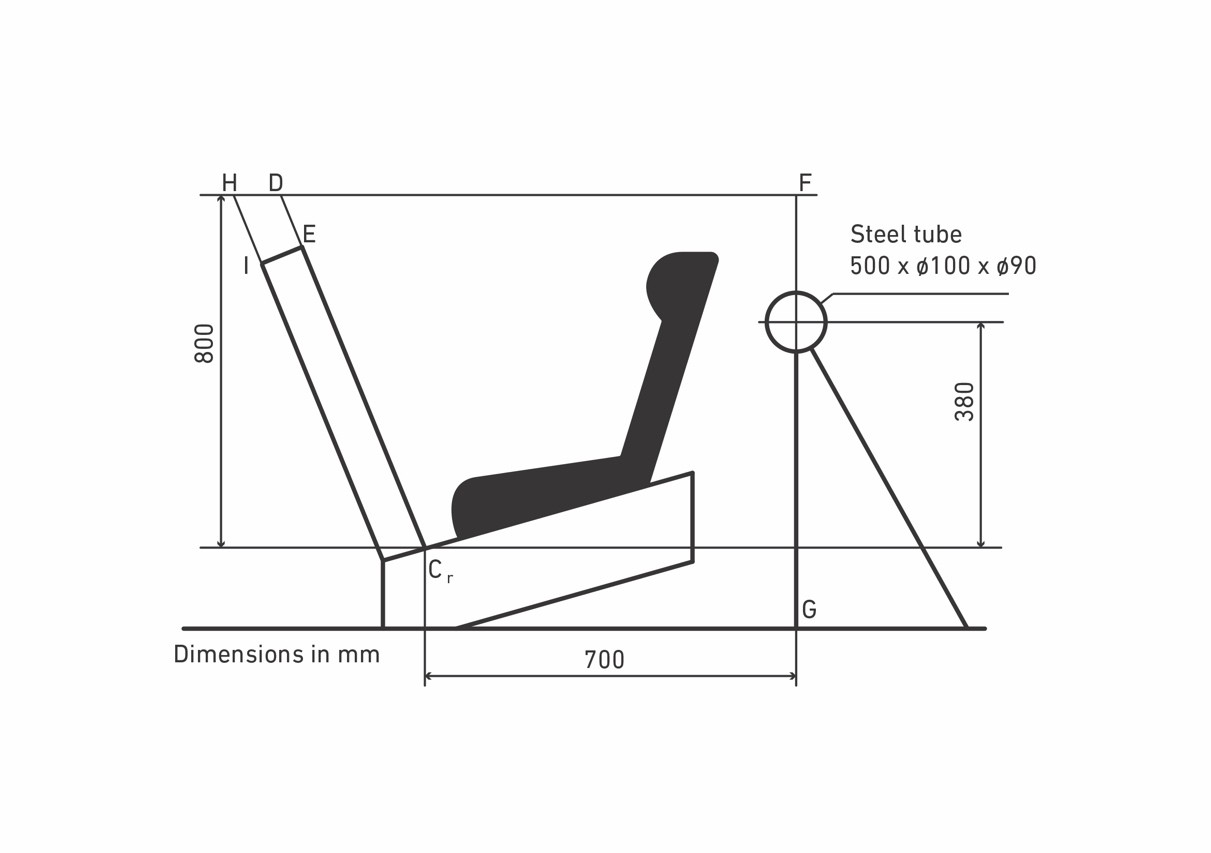 H D F
E
I
Steel tube
500 x ø100 x ø90
800
380
C r
G
Dimensions in mm
700